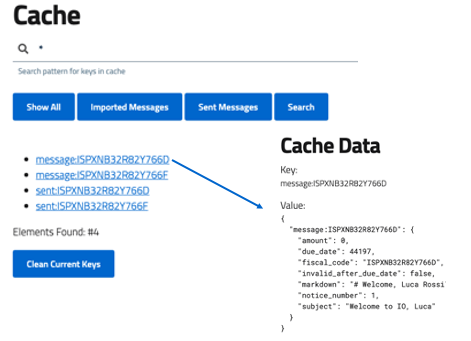 Cache
*
Search pattern for keys in cache
Show All
Imported Messages
Sent Messages
Search
message:ISPXNB32R82Y766D
message:ISPXNB32R82Y766F
sent:ISPXNB32R82Y766D
sent:ISPXNB32R82Y766F
Elements Found: #4
Clean Current Keys
Cache Data
Key:
message:ISPXNB32R82Y766D
Value:
{
"message:ISPXNB32R82Y766D": {
"amount": 0,
"due_date": 44197,
"fiscal_code": "ISPXNB32R82Y766D",
"invalid_after_due_date": false,
"markdown": "# Welcome, Luca Rossi
"notice_number": 1,
"subject": "Welcome to IO, Luca"
}
}